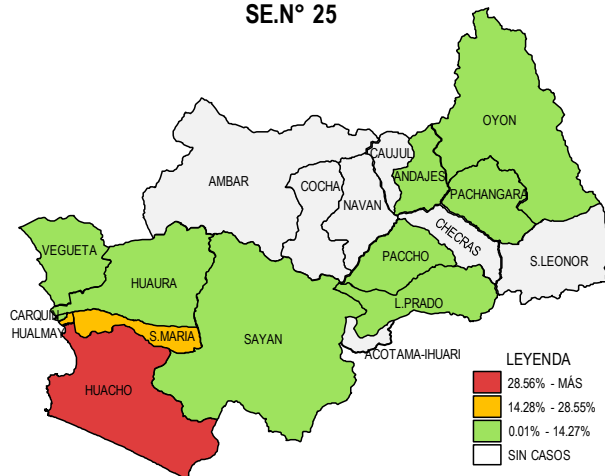 SE.N° 25
OYON
CAUJUL
ANDAJES
AMBAR
COCHA
NAVAN
PACHANGARA
CHECRAS
VEGUETA
PACCHO
S.LEONOR
HUAURA
L.PRADO
CARQUIN
HUALMAY
S.MARIA
SAYAN
ACOTAMA-IHUARI
HUACHO
LEYENDA
28.56% - MÁS
14.28% - 28.55%
0.01% - 14.27%
SIN CASOS